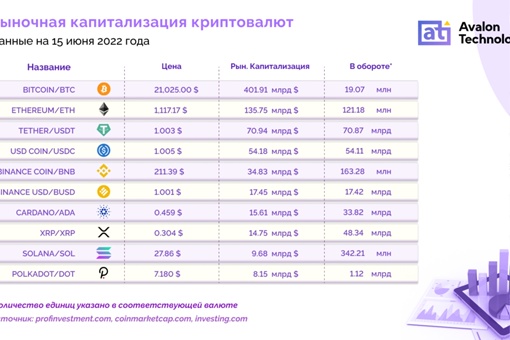 ыночная капитализация криптовалют
анные на 15 июня 2022 года
at
Avalon
Technolo
Название Цена Рын. Капитализация В обороте*
BITCOIN/BTC 21,025.00 $ 401.91 млрд $ 19.07 млн
ETHEREUM/ETH 1,117.17 $ 135.75 млрд $ 121.18 млн
TETHER/USDT 1.003 $ 70.94 млрд $ 70.87 млрд
USD COIN/USDC 1.005 $ 54.18 млрд $ 54.11 млрд
INANCE COIN/BNB 211.39 $ 34.83 млрд $ 163.28 млн
INANCE USD/BUSD 1.001 $ 17.45 млрд $ 17.42 млрд
CARDANO/ADA 0.459 $ 15.61 млрд $ 33.82 млрд
XRP/XRP 0.304 $ 14.75 млрд $ 48.34 млрд
SOLANA/SOL 27.86 $ 9.68 млрд $ 342.21 млн
POLKADOT/DOT 7.180 $ 8.15 млрд $ 1.12 млрд
оличество единиц указано в соответствующей валюте
сточник: profinvestment.com, coinmarketcap.com, investing.com